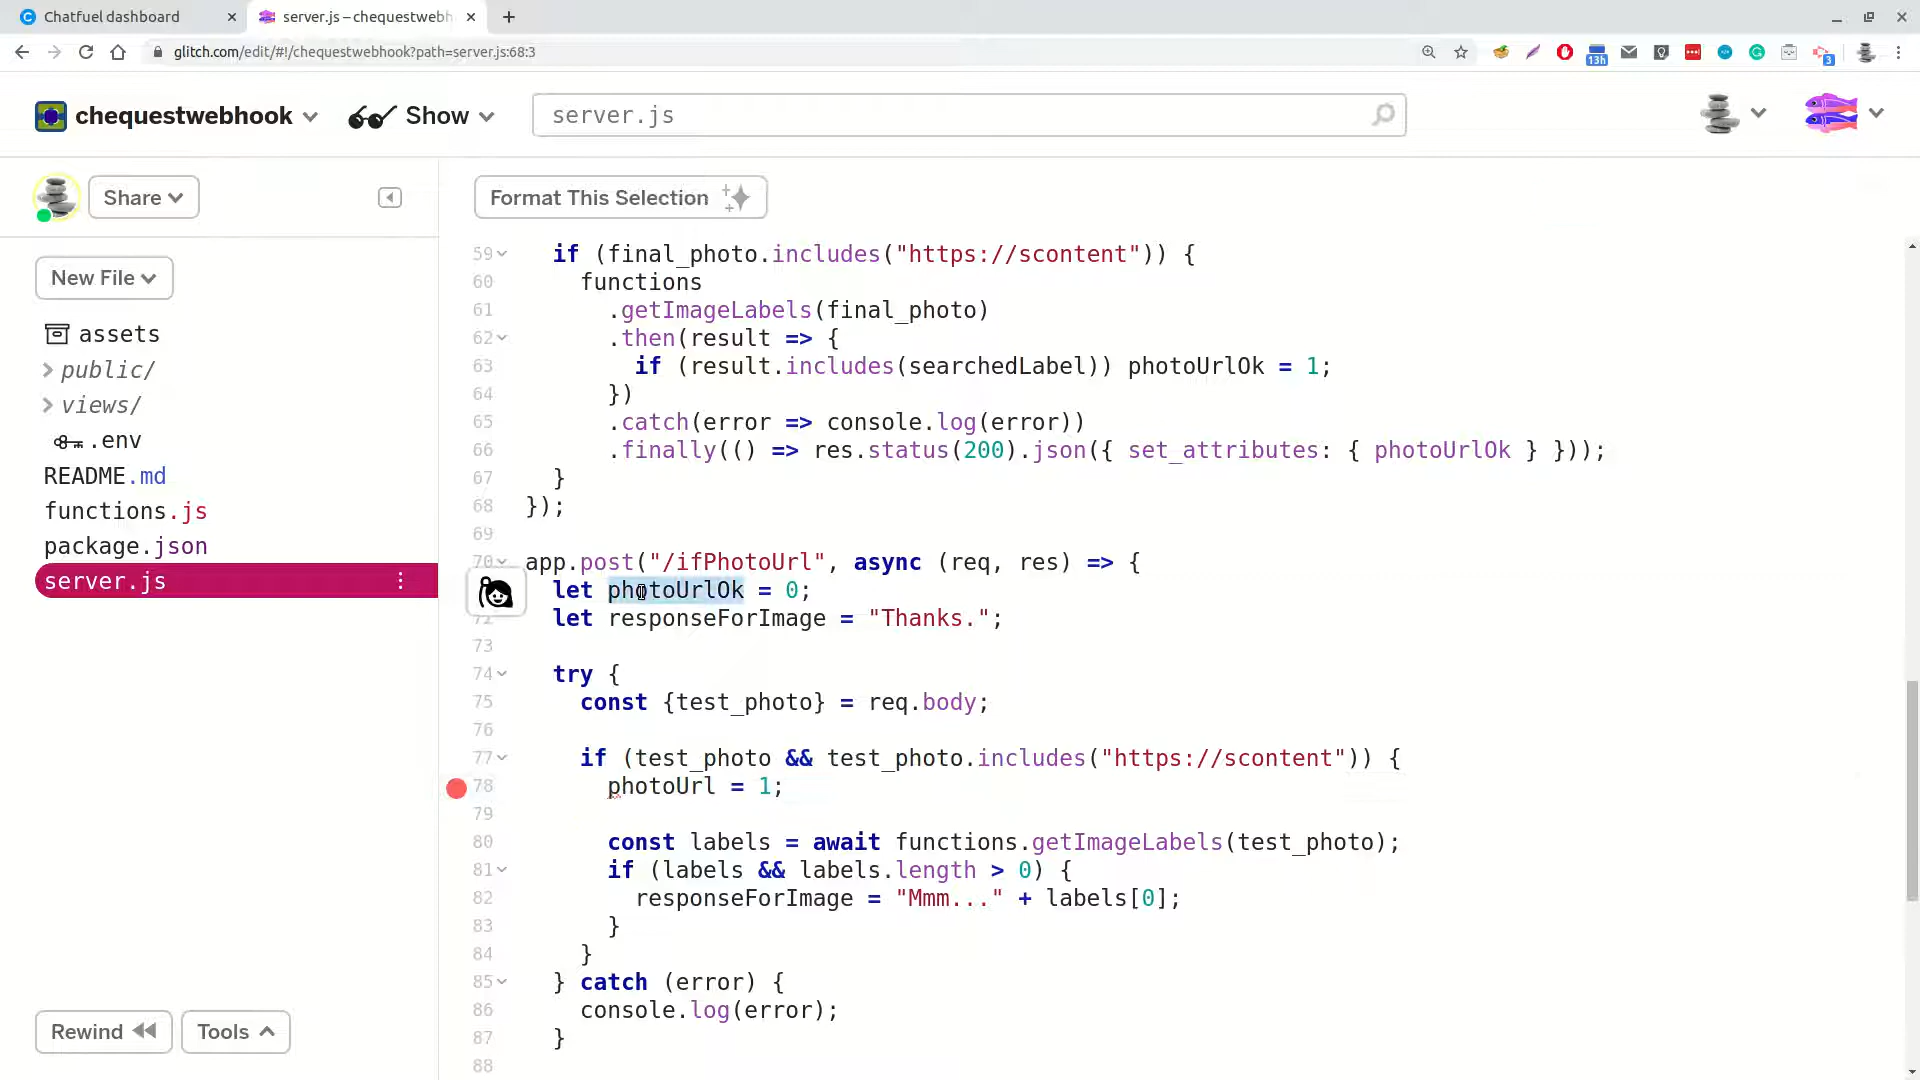 Chatfuel dashboard
server.js – chequestwebh
glitch.com/edit/#!/chequestwebhook?path=server.js:68:3
13h
3
chequestwebhook
Show
server.js
Share
Format This Selection
New File
assets
public/
views/
.env
README.md
functions.js
package.json
server.js
Rewind
Tools
59 if (final_photo.includes("https://scontent")) {
60 functions
61 .getImageLabels(final_photo)
62 .then(result => {
63 if (result.includes(searchedLabel)) photoUrlOk = 1;
64 })
65 .catch(error => console.log(error))
66 .finally(() => res.status(200).json({ set_attributes: { photoUrlOk } }));
67 }
68 });
69
70 app.post("/ifPhotoUrl", async (req, res) => {
let photoUrlOk = 0;
72 let responseForImage = "Thanks.";
73
74 try {
75 const {test_photo} = req.body;
76
77 if (test_photo && test_photo.includes("https://scontent")) {
78 photoUrl = 1;
79
80 const labels = await functions.getImageLabels(test_photo);
81 if (labels && labels.length > 0) {
82 responseForImage = "Mmm..." + labels[0];
83 }
84 }
85 } catch (error) {
86 console.log(error);
87 }
88